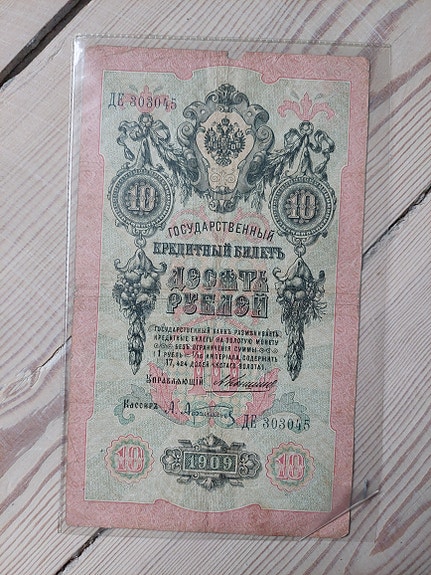 ДЕ 303045
10 10
ГОСУДАРСТВЕННЫЙ
КРЕДИТНЫЙ БИЛЕТЪ
ДЕСЯТЬ
РУБЛЕЙ
ГОСУДАРСТВЕННЫЙ БАНКЪ РАЗМѢНИВАЕТЪ
КРЕДИТНЫЕ БИЛЕТЫ НА ЗОЛОТУЮ МОНЕТУ
БЕЗЪ ОГРАНИЧЕНІЯ СУММЫ
(1 РУБЛЬ = 1/15 ИМПЕРІАЛА, СОДЕРЖИТЪ
17,424 ДОЛЕЙ ЧИСТАГО ЗОЛОТА).
УПРАВЛЯЮЩІЙ
Кассиръ
ДЕ 303045
10 1909 10